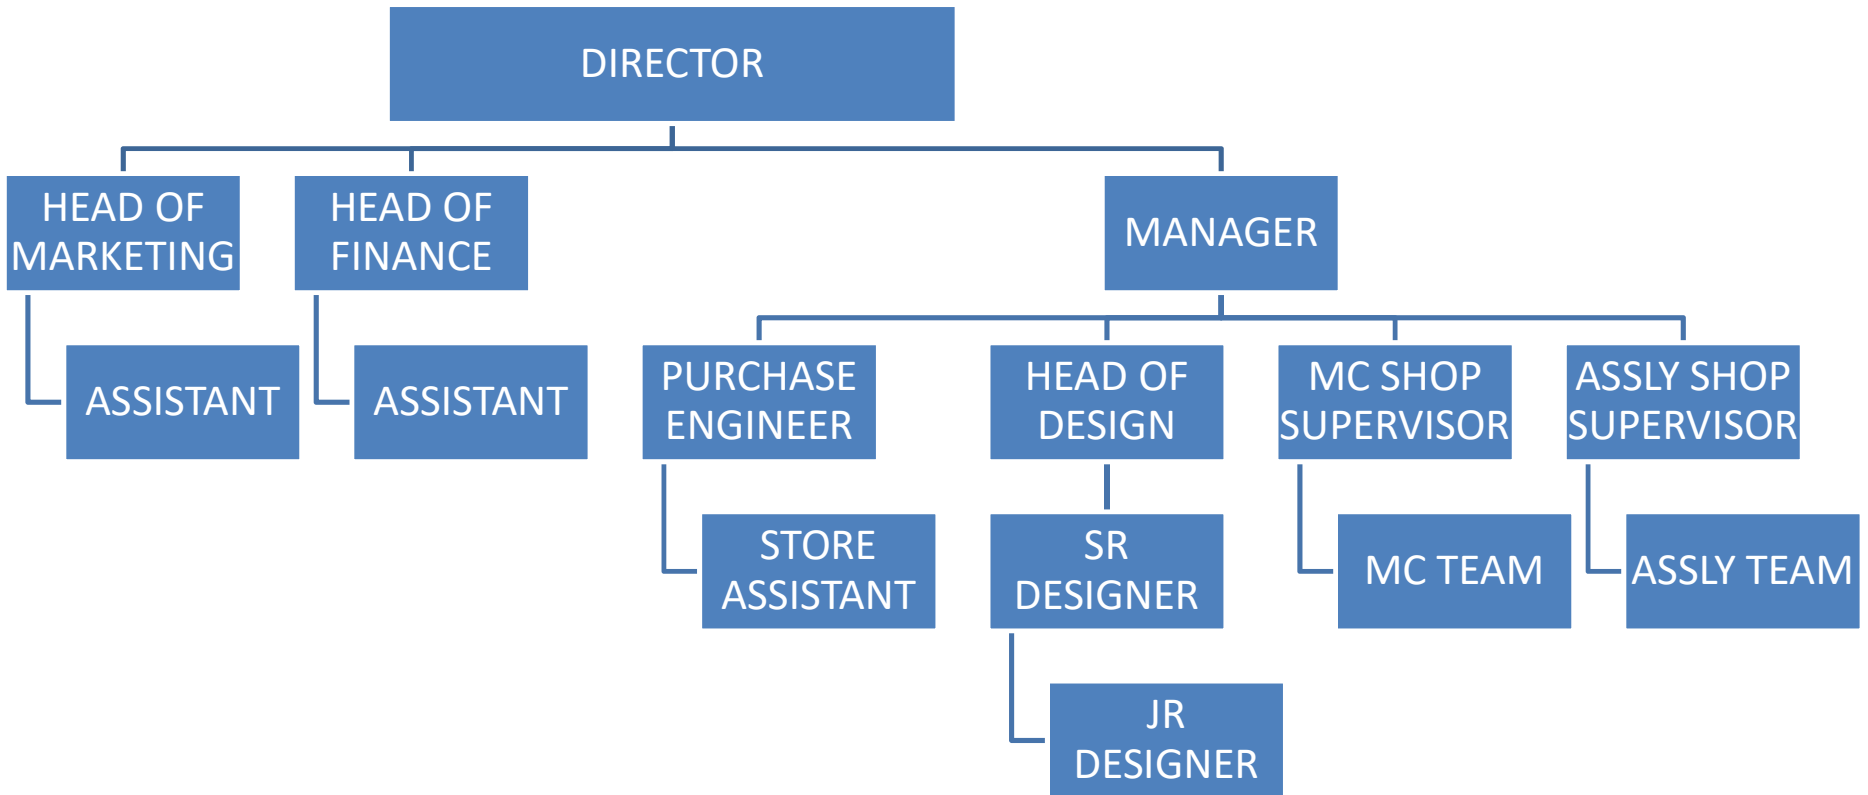 DIRECTOR
HEAD OF
MARKETING
HEAD OF
FINANCE
MANAGER
ASSISTANT
ASSISTANT
PURCHASE
ENGINEER
HEAD OF
DESIGN
MC SHOP
SUPERVISOR
ASSLY SHOP
SUPERVISOR
STORE
ASSISTANT
SR
DESIGNER
MC TEAM
ASSLY TEAM
JR
DESIGNER